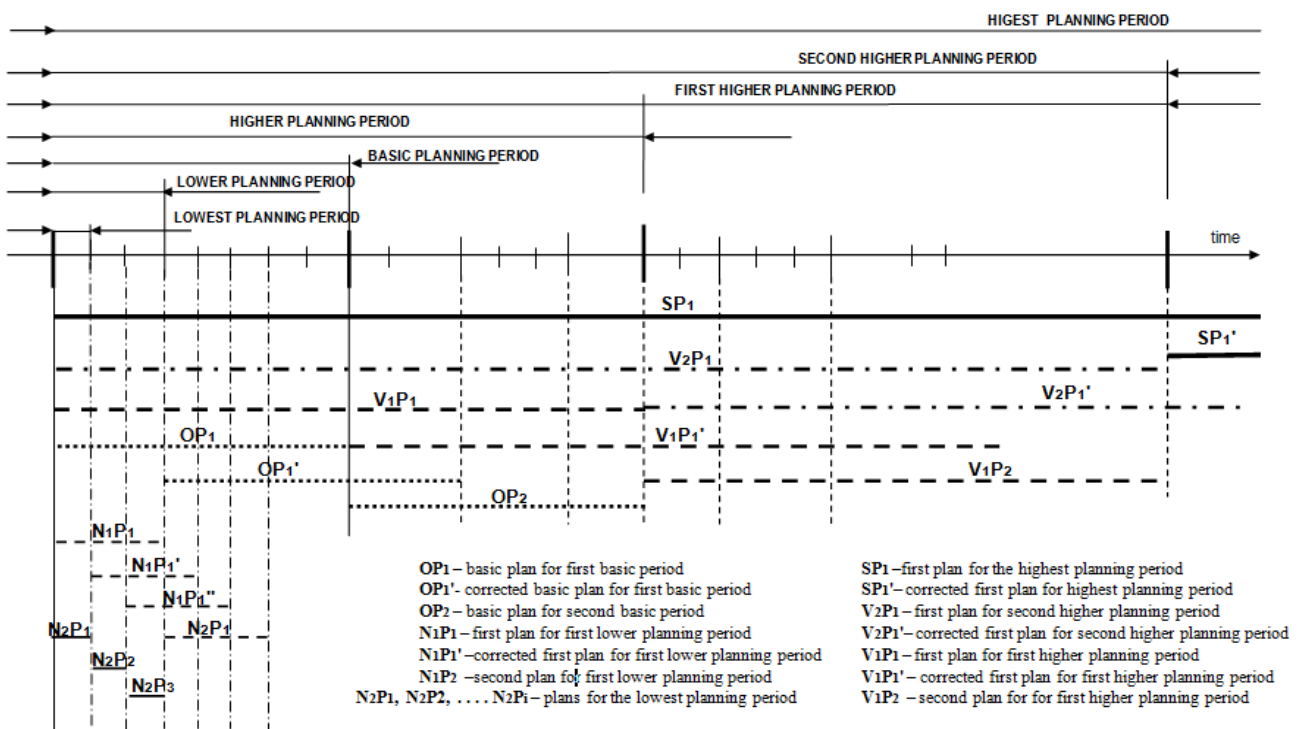 HIGEST PLANNING PERIOD
SECOND HIGHER PLANNING PERIOD
FIRST HIGHER PLANNING PERIOD
HIGHER PLANNING PERIOD
BASIC PLANNING PERIOD
LOWER PLANNING PERIOD
LOWEST PLANNING PERIOD
time
SP1
SP1'
V2P1
V2P1'
V1P1
OP1
V1P1'
OP1'
V1P2
OP2
N1P1
N1P1'
N1P1''
N2P1
N2P1
N2P2
N2P3
OP1 – basic plan for first basic period
OP1'- corrected basic plan for first basic period
OP2 – basic plan for second basic period
N1P1 – first plan for first lower planning period
N1P1' –corrected first plan for first lower planning period
N1P2 –second plan for first lower planning period
N2P1, N2P2, . . . . N2Pi – plans for the lowest planning period
SP1 –first plan for the highest planning period
SP1'– corrected first plan for highest planning period
V2P1 – first plan for second higher planning period
V2P1'– corrected first plan for second higher planning period
V1P1 – first plan for first higher planning period
V1P1' – corrected first plan for first higher planning period
V1P2 – second plan for for first higher planning period